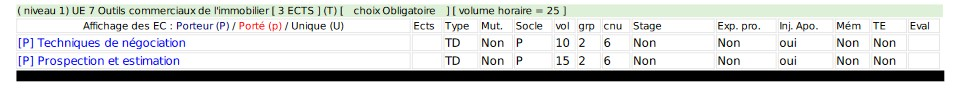 ( niveau 1) UE 7 Outils commerciaux de l'immobilier [ 3 ECTS ] (T) [ choix Obligatoire ] [ volume horaire = 25 ]
Affichage des EC : Porteur (P) / Porté (p) / Unique (U) Ects Type Mut. Socle vol grp cnu Stage Exp. pro. Inj. Apo. Mém TE Eval
[P] Techniques de négociation TD Non P 10 2 6 Non Non oui Non Non
[P] Prospection et estimation TD Non P 15 2 6 Non Non oui Non Non